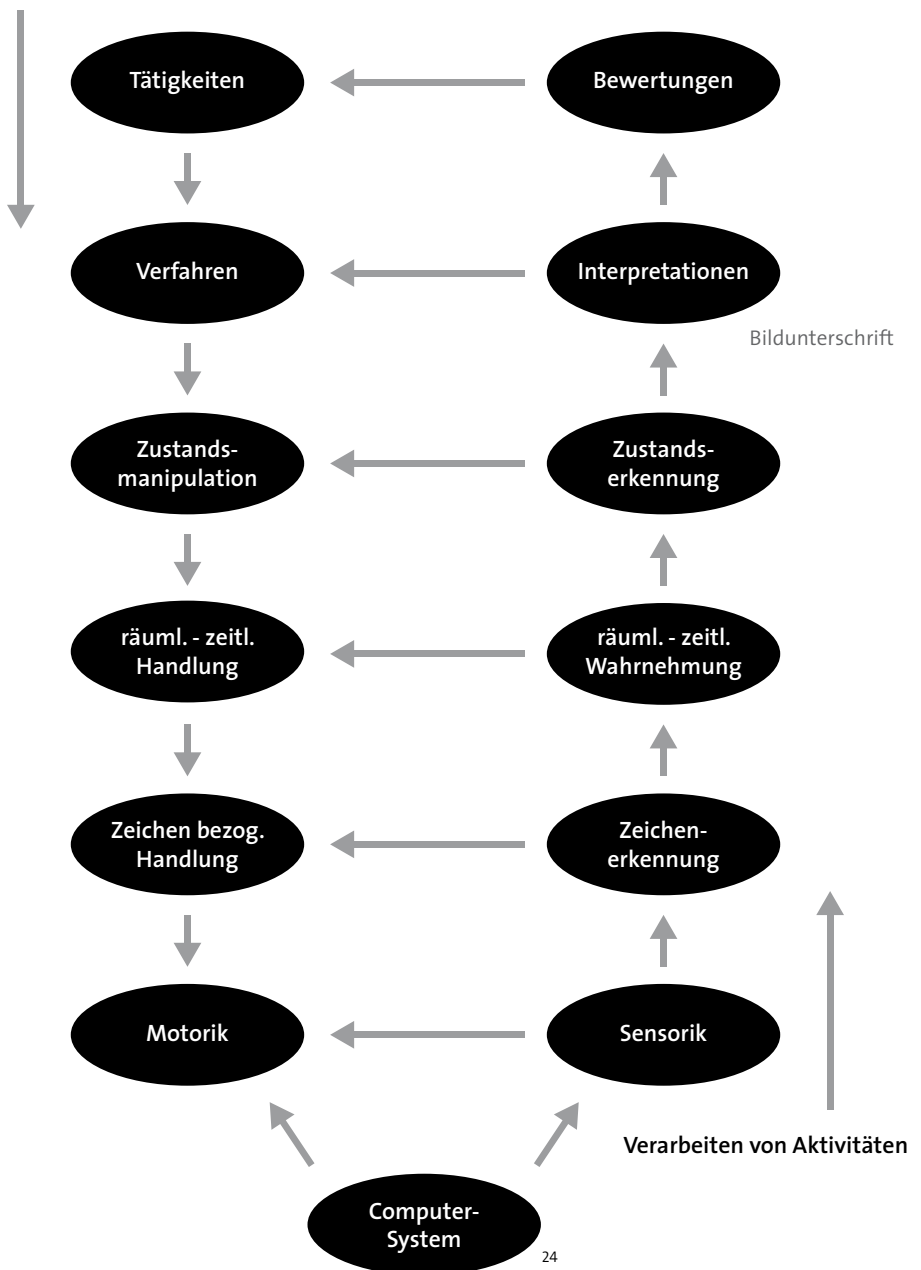 Tätigkeiten
Bewertungen
Verfahren
Interpretationen
Bildunterschrift
Zustands-
manipulation
Zustands-
erkennung
räuml. - zeitl.
Handlung
räuml. - zeitl.
Wahrnehmung
Zeichen bezog.
Handlung
Zeichen-
erkennung
Motorik
Sensorik
Verarbeiten von Aktivitäten
Computer-
System
24